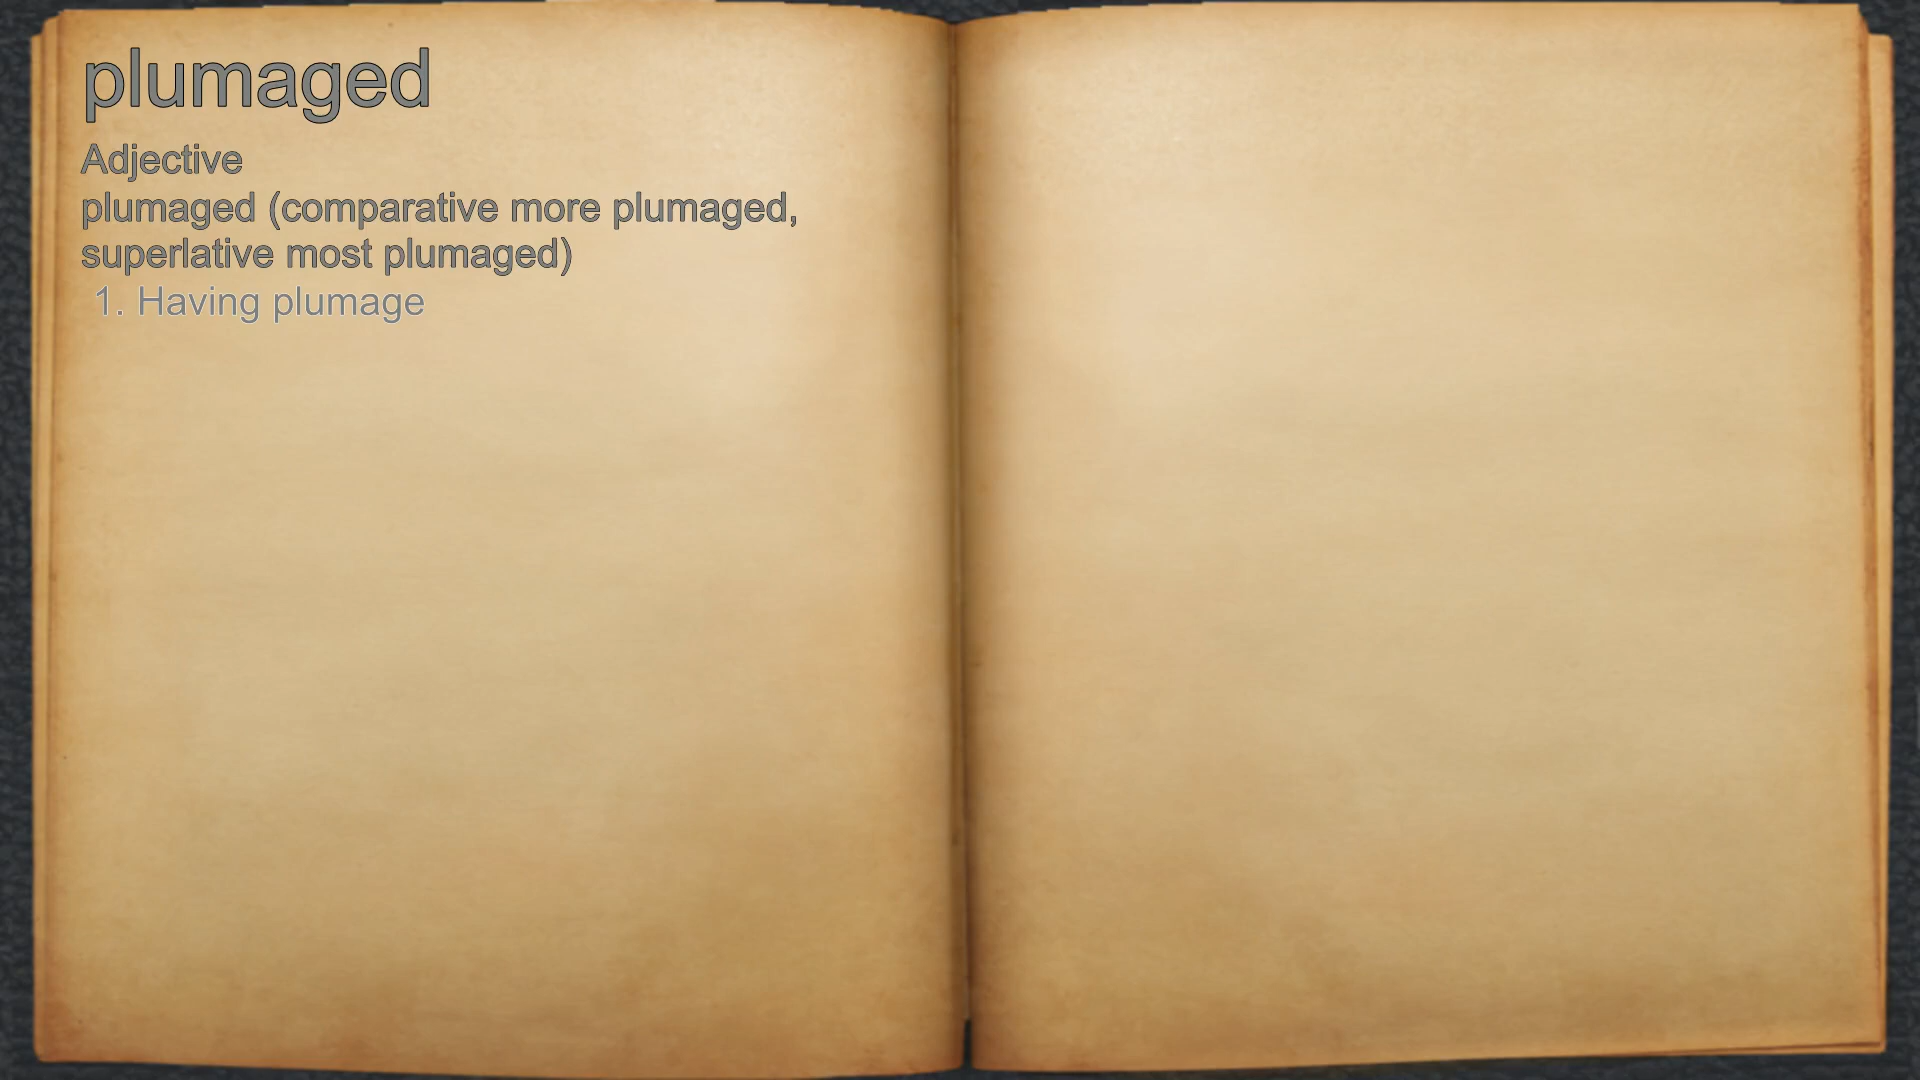 plumaged
Adjective
plumaged (comparative more plumaged,
superlative most plumaged)
1. Having plumage